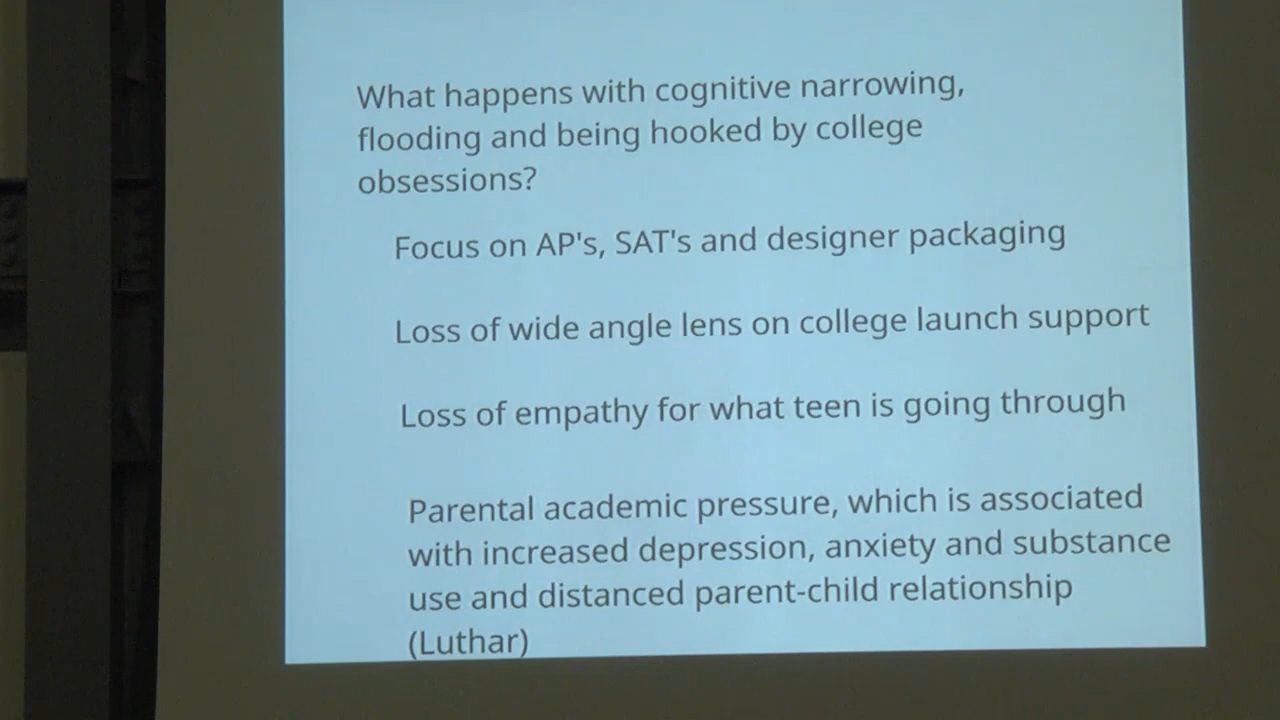 What happens with cognitive narrowing,
flooding and being hooked by college
obsessions?
Focus on AP's, SAT's and designer packaging
Loss of wide angle lens on college launch support
Loss of empathy for what teen is going through
Parental academic pressure, which is associated
with increased depression, anxiety and substance
use and distanced parent-child relationship
(Luthar)